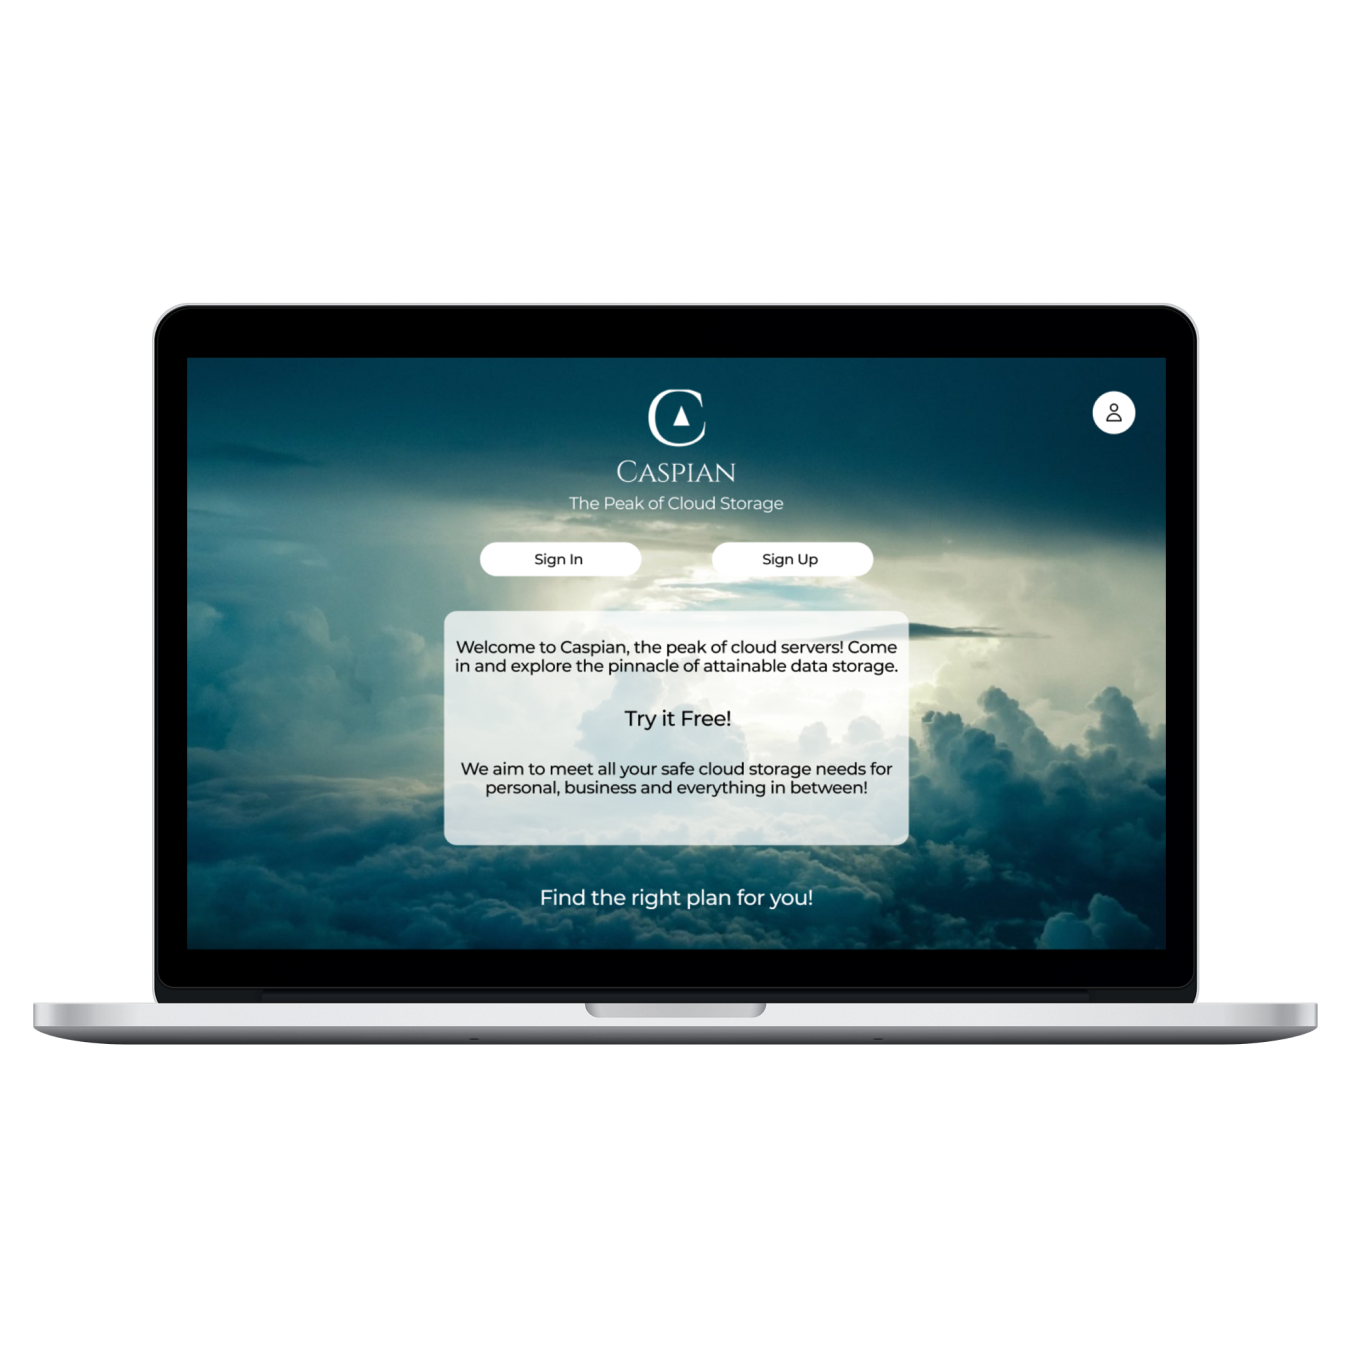 CASPIAN
The Peak of Cloud Storage
Sign In
Sign Up
Welcome to Caspian, the peak of cloud servers! Come
in and explore the pinnacle of attainable data storage.
Try it Free!
We aim to meet all your safe cloud storage needs for
personal, business and everything in between!
Find the right plan for you!